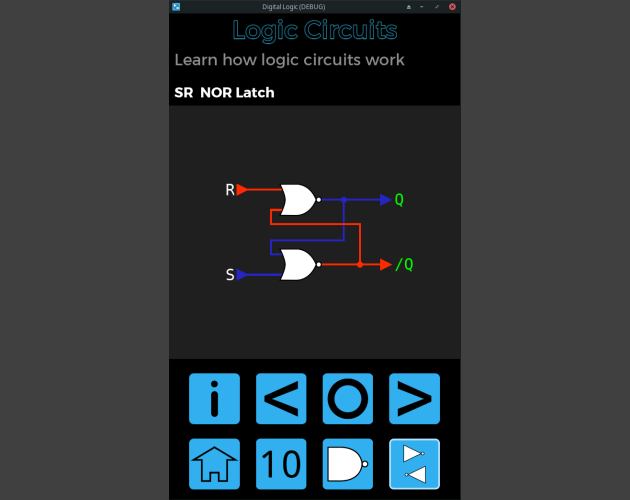 Digital Logic (DEBUG)
Logic Circuits
Learn how logic circuits work
SR NOR Latch
R
Q
/Q
S
i < O >
10